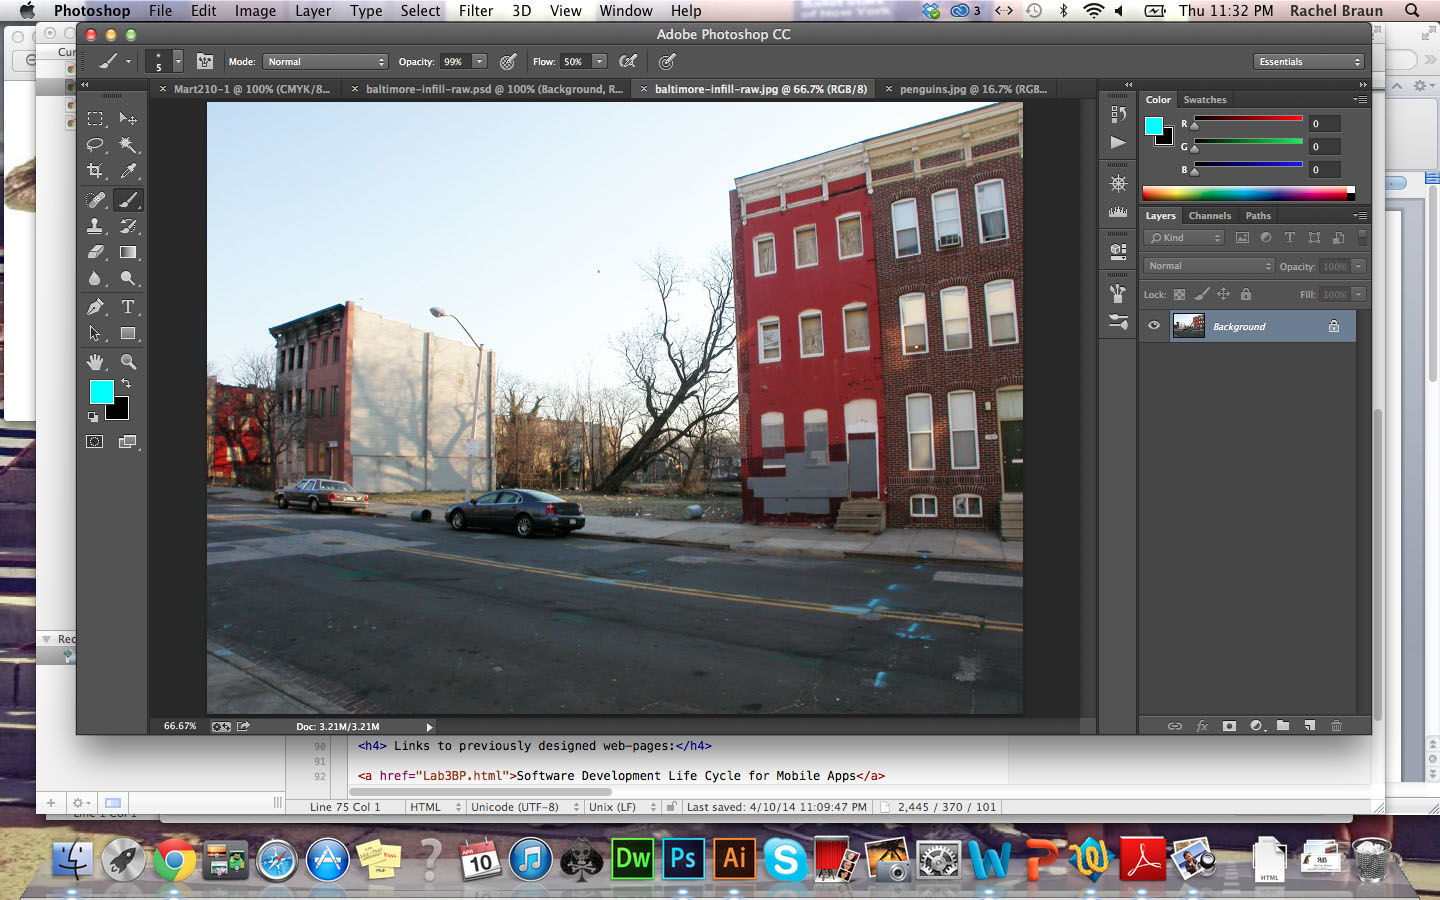 Photoshop File Edit Image Layer Type Select Filter 3D View Window Help 3 Thu 11:32 PM Rachel Braun
Adobe Photoshop CC
5 Mode: Normal Opacity: 99% Flow: 50% Essentials
Mart210-1 @ 100% (CMYK/8... baltimore-infill-raw.psd @ 100% (Background, R... baltimore-infill-raw.jpg @ 66.7% (RGB/8) penguins.jpg @ 16.7% (RGB...
Color Swatches
R 0
G 0
B 0
Layers Channels Paths
Kind
Normal Opacity: 100%
Lock: Fill: 100%
Background
Rec
66.67% Doc: 3.21M/3.21M
90 <h4> Links to previously designed web-pages:</h4>
91
92 <a href="Lab3BP.html">Software Development Life Cycle for Mobile Apps</a>
Line 75 Col 1 HTML Unicode (UTF-8) Unix (LF) Last saved: 4/10/14 11:09:47 PM 2,445 / 370 / 101
APR
10
Dw Ps Ai
HTML